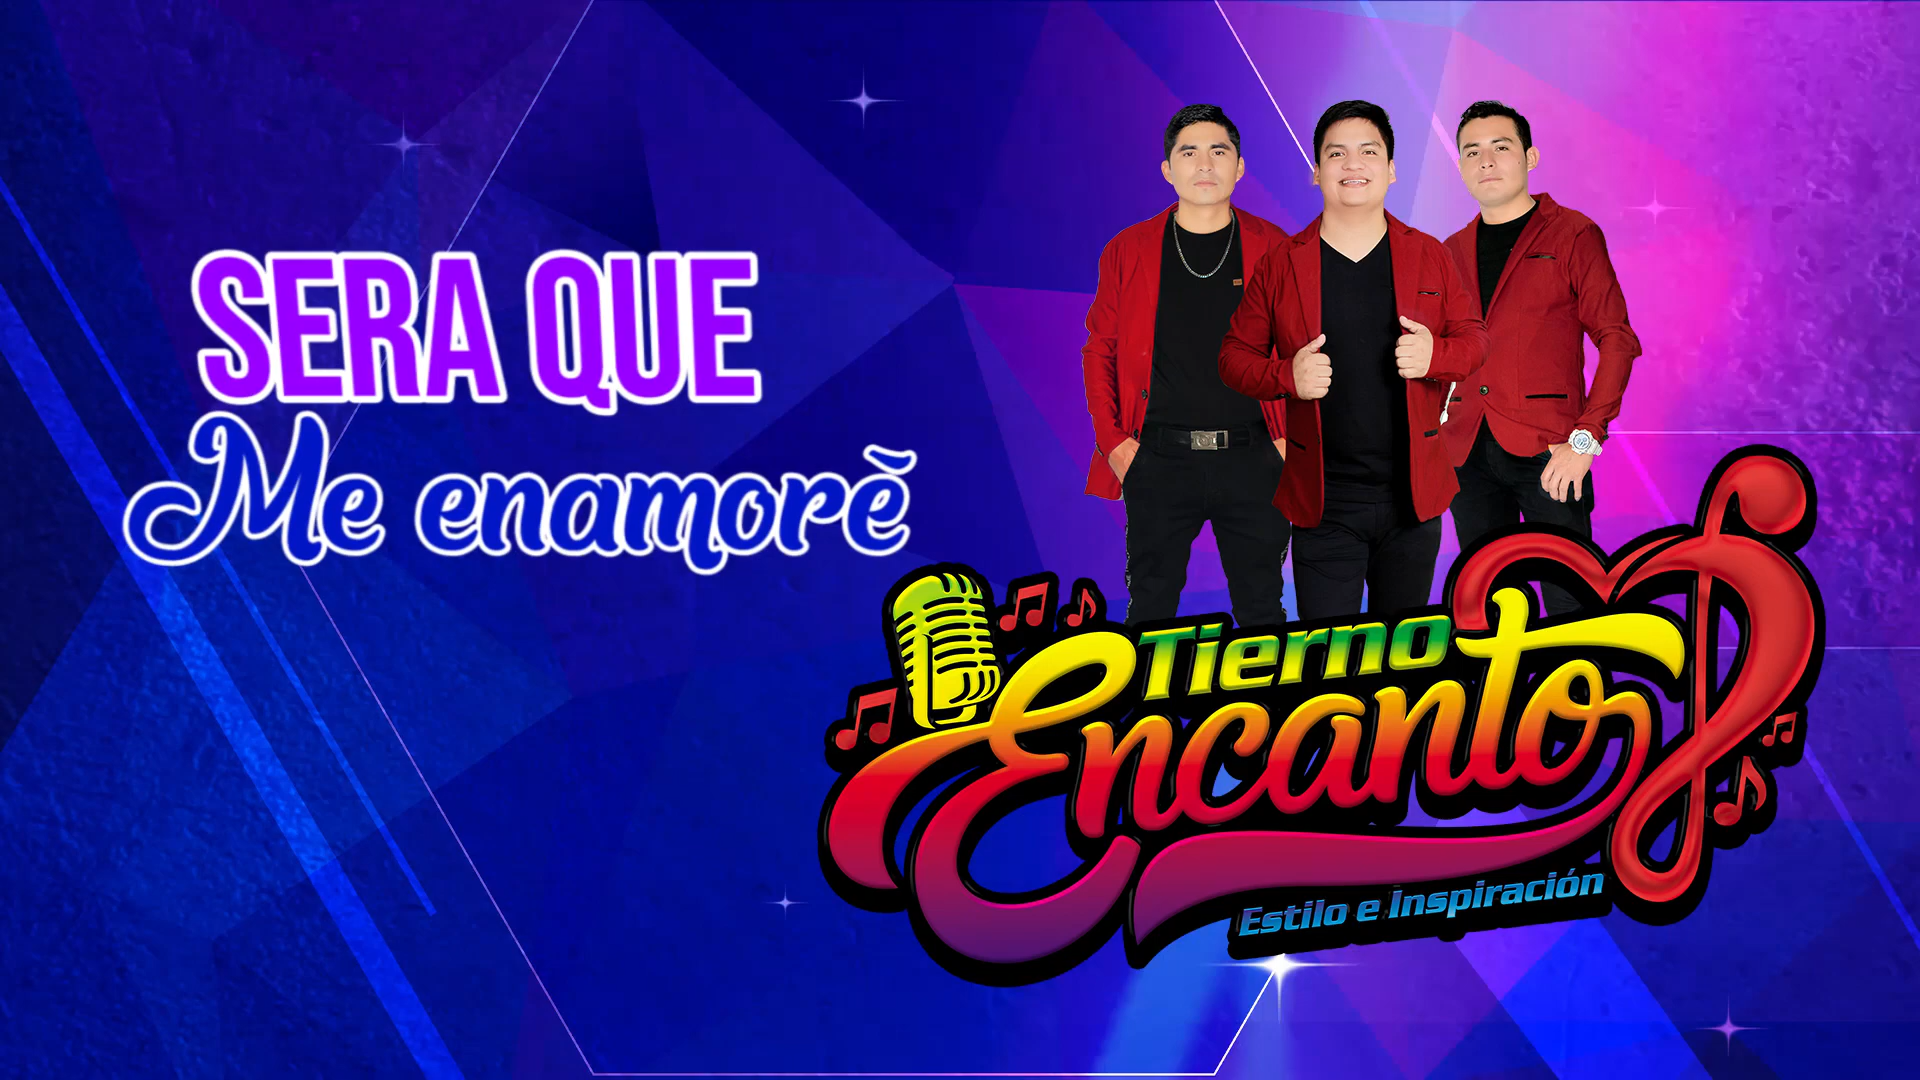 SERA QUE
Me enamorè
Tierno
Encanto
Estilo e Inspiración